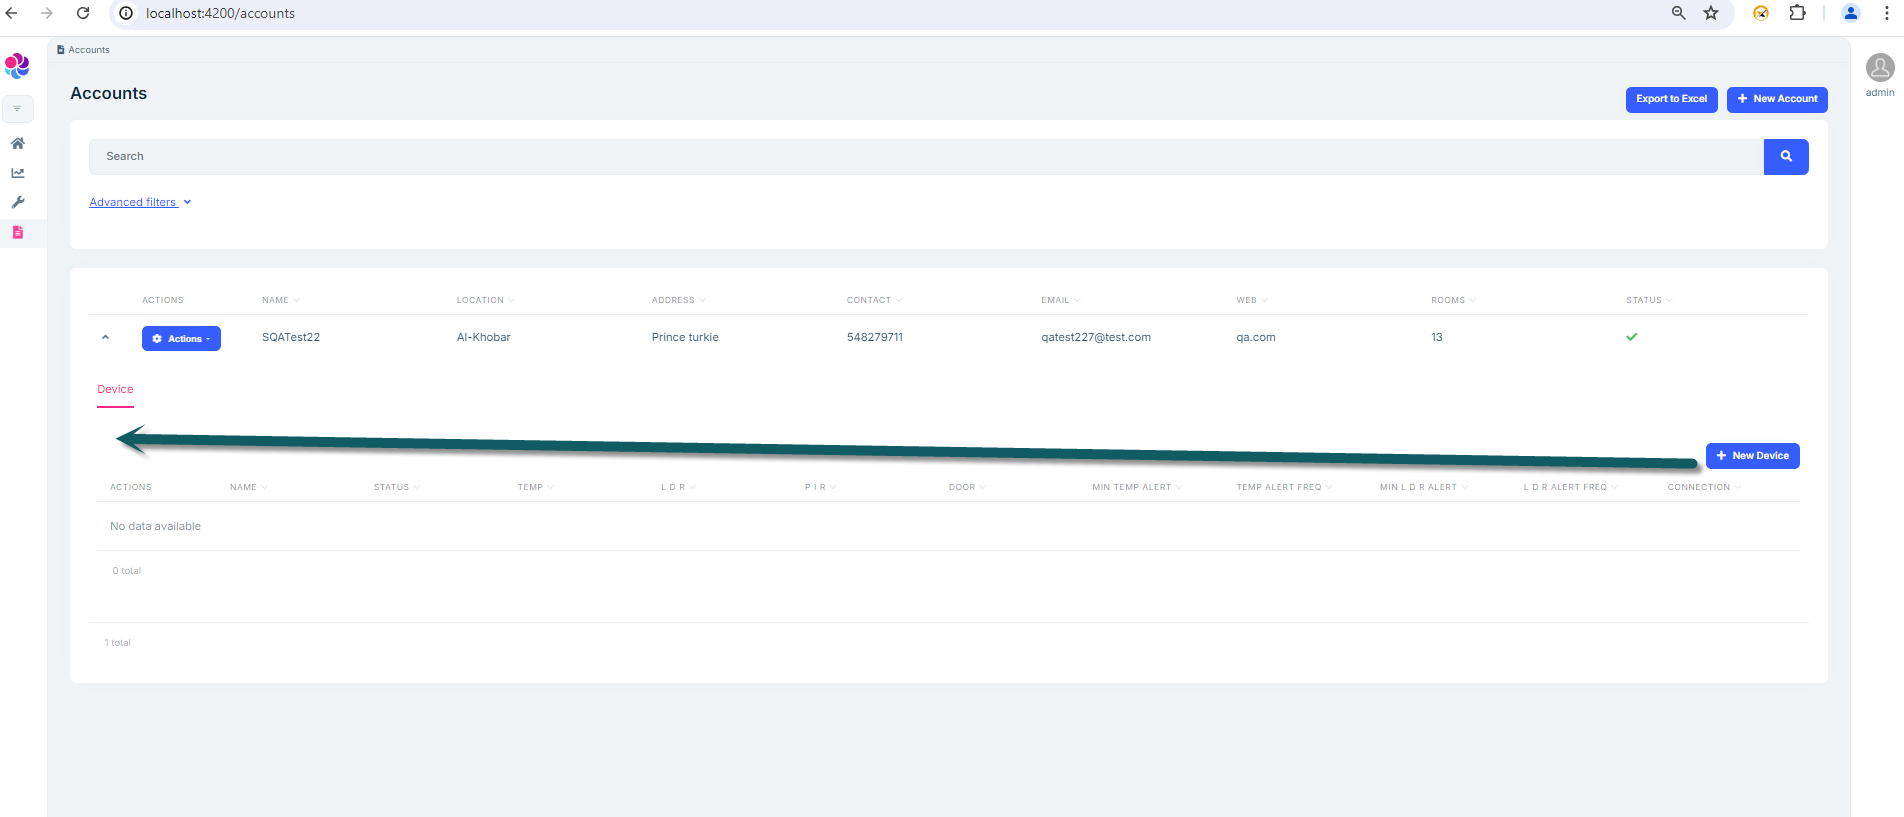 localhost:4200/accounts
Accounts
admin
Accounts
Export to Excel
New Account
Search
Advanced filters
ACTIONS NAME LOCATION ADDRESS CONTACT EMAIL WEB ROOMS STATUS
Actions SQATest22 Al-Khobar Prince turkie 548279711 qatest227@test.com qa.com 13
Device
New Device
ACTIONS NAME STATUS TEMP L D R P I R DOOR MIN TEMP ALERT TEMP ALERT FREQ MIN L D R ALERT L D R ALERT FREQ CONNECTION
No data available
0 total
1 total